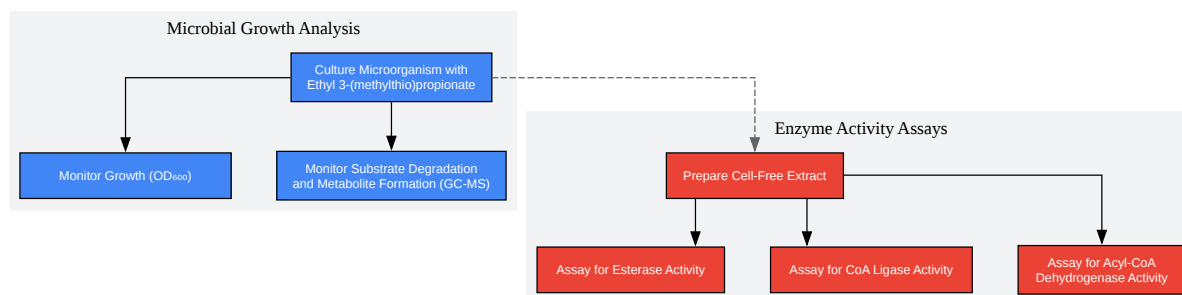 Microbial Growth Analysis
Culture Microorganism with
Ethyl 3-(methylthio)propionate
Monitor Growth (OD₆₀₀)
Monitor Substrate Degradation
and Metabolite Formation (GC-MS)
Enzyme Activity Assays
Prepare Cell-Free Extract
Assay for Esterase Activity
Assay for CoA Ligase Activity
Assay for Acyl-CoA
Dehydrogenase Activity